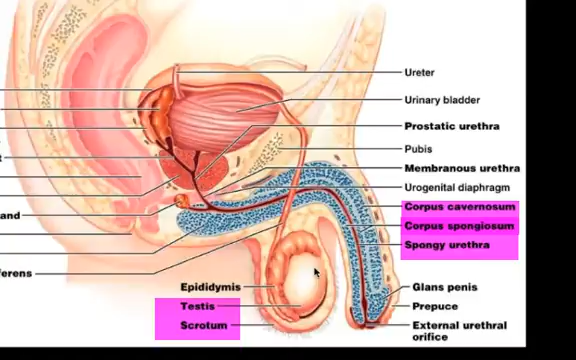 Ureter
Urinary bladder
Prostatic urethra
Pubis
Membranous urethra
Urogenital diaphragm
Corpus cavernosum
Corpus spongiosum
Spongy urethra
Glans penis
Prepuce
External urethral
orifice
t
and
ferens
Epididymis
Testis
Scrotum